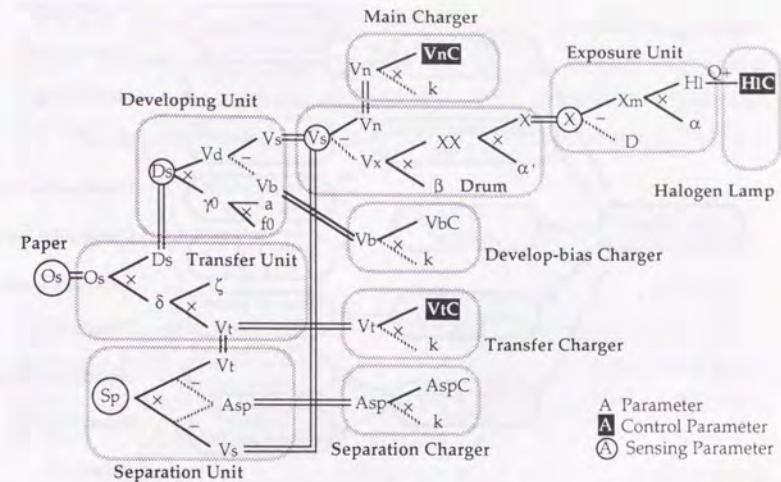 Main Charger
VnC
Vn
×
k
Exposure Unit
Q+
Hl
HlC
Xm
×
α
X
X
−
D
Halogen Lamp
Developing Unit
Vs
Vs
Vn
−
Vd
−
Ds
×
Vb
γ0
a
×
f0
Vx
XX
×
β
Drum
×
α'
Vb
VbC
×
k
Develop-bias Charger
Paper
Os
Os
Ds
Transfer Unit
×
δ
ζ
×
Vt
Vt
VtC
×
k
Transfer Charger
Vt
−
Sp
×
Asp
−
Vs
Separation Unit
Asp
AspC
×
k
Separation Charger
A Parameter
A Control Parameter
A Sensing Parameter